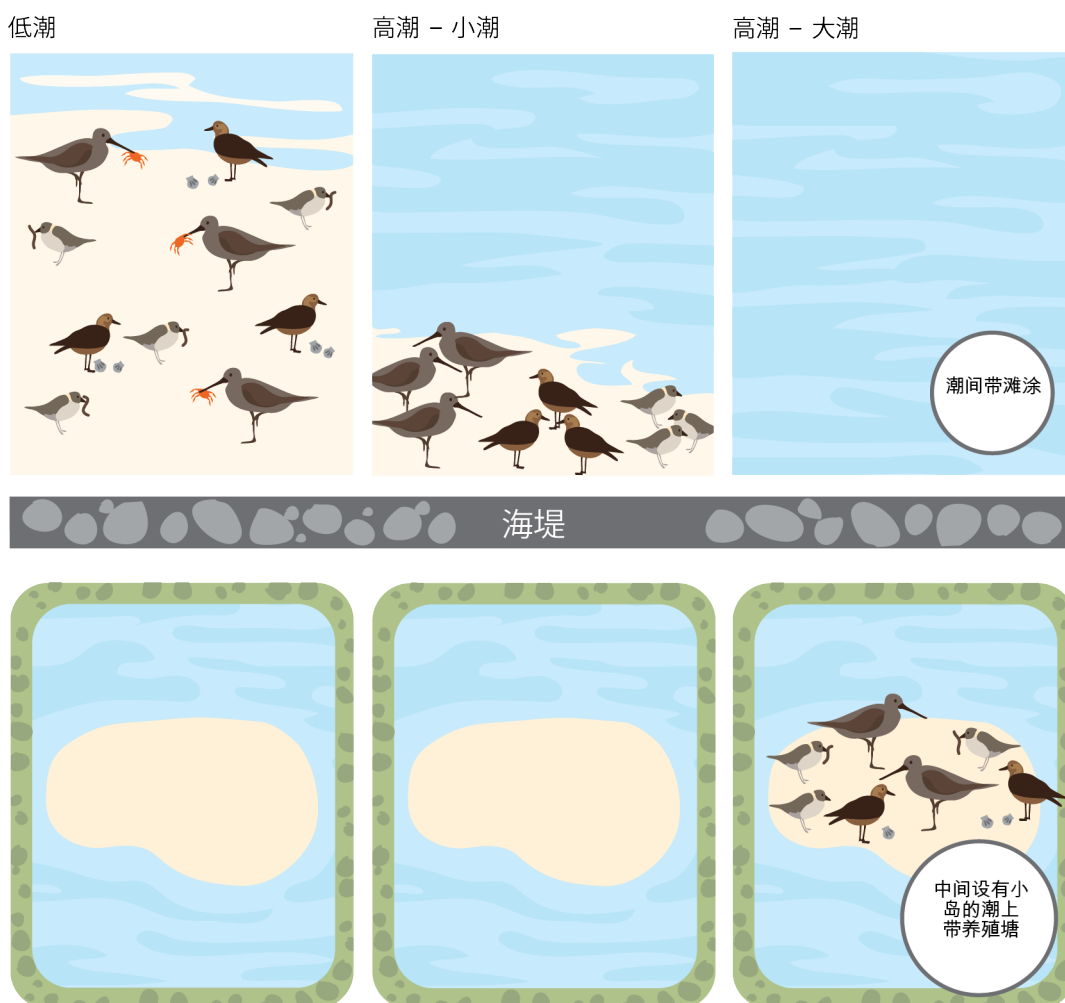 低潮
高潮 – 小潮
高潮 – 大潮
潮间带滩涂
海堤
中间设有小
岛的潮上
带养殖塘